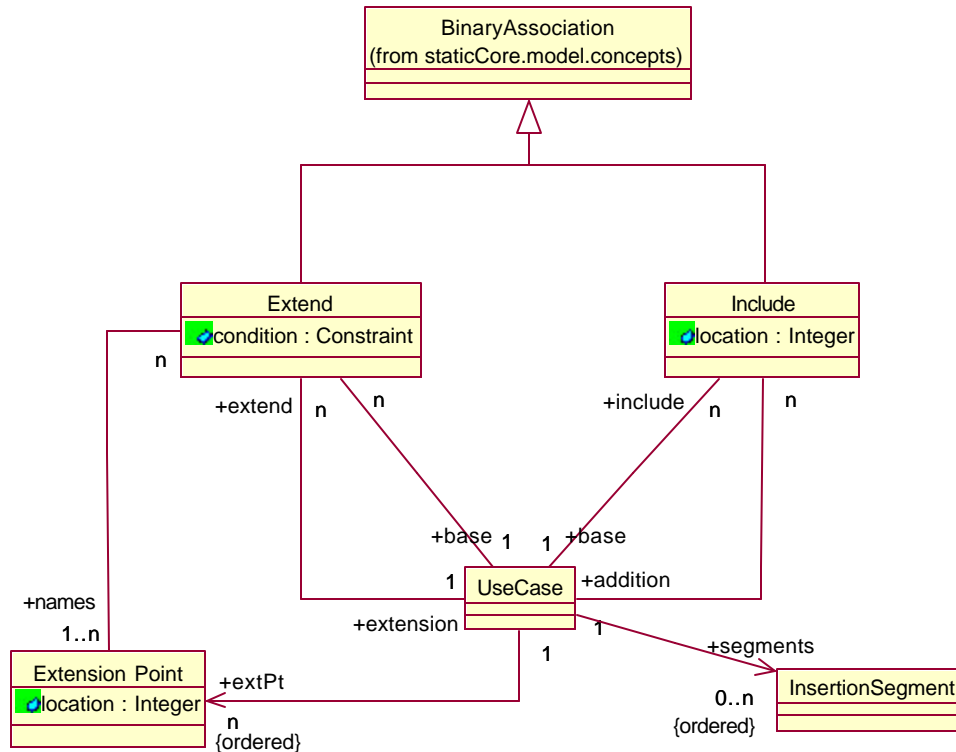 BinaryAssociation
(from staticCore.model.concepts)
Extend
condition : Constraint
Include
location : Integer
n
+extend
n
n
+include
n
n
+base
1
1
+base
1
UseCase
+addition
+names
1..n
+extension
1
1
+segments
Extension Point
location : Integer
+extPt
n
{ordered}
InsertionSegment
0..n
{ordered}